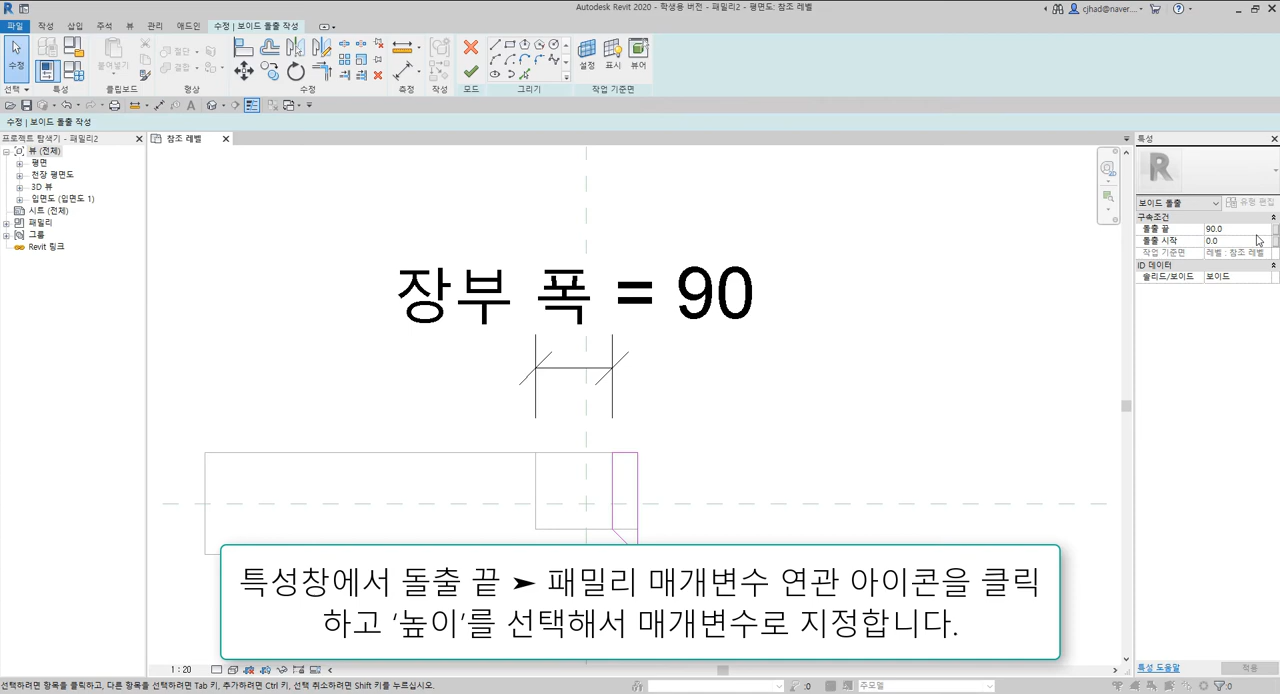 Autodesk Revit 2020 - 학생용 버전 - 패밀리2 - 평면도: 참조 레벨
cjhad@naver....
파일 작성 삽입 주석 뷰 관리 애드인 수정 | 보이드 돌출 작성
수정
붙여넣기
절단
결합
설정 표시 뷰어
선택 특성 클립보드 형상 수정 측정 작성 모드 그리기 작업 기준면
수정 | 보이드 돌출 작성
프로젝트 탐색기 - 패밀리2
뷰 (전체)
평면
천장 평면도
3D 뷰
입면도 (입면도 1)
시트 (전체)
패밀리
그룹
Revit 링크
참조 레벨
장부 폭 = 90
특성
보이드 돌출
유형 편집
구속조건
돌출 끝 90.0
돌출 시작 0.0
작업 기준면 레벨 : 참조 레벨
ID 데이터
솔리드/보이드 보이드
특성창에서 돌출 끝 ➤ 패밀리 매개변수 연관 아이콘을 클릭
하고 ‘높이’를 선택해서 매개변수로 지정합니다.
1 : 20
특성 도움말
적용
선택하려면 항목을 클릭하고, 다른 항목을 선택하려면 Tab 키, 추가하려면 Ctrl 키, 선택 취소하려면 Shift 키를 누르십시오.
:0
주모델
:0